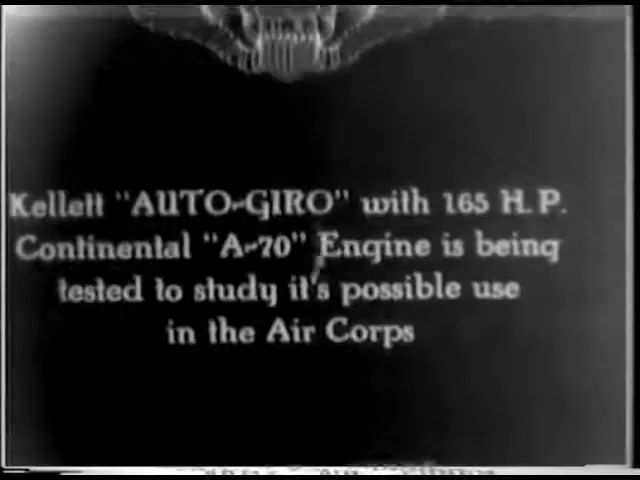 Kellett "AUTO-GIRO" with 165 H.P.
Continental "A-70" Engine is being
tested to study it's possible use
in the Air Corps